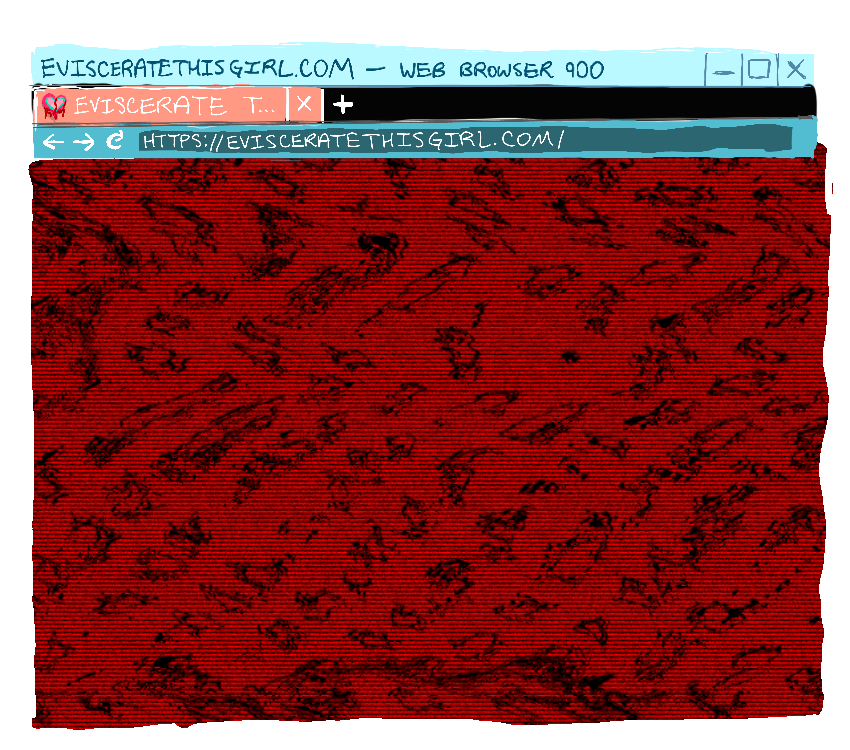 EVISCERATETHISGIRL.COM — WEB BROWSER 900
EVISCERATE T...
HTTPS://EVISCERATETHISGIRL.COM/